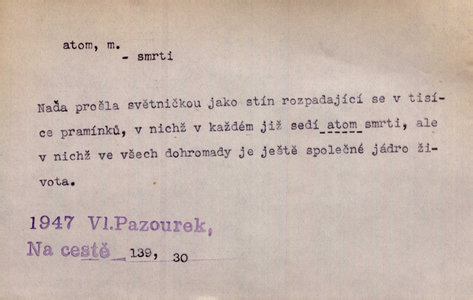 atom, m.
- smrti
Naďa prošla světničkou jako stín rozpadající se v tisí-
ce pramínků, v nichž v každém již sedí atom smrti, ale
v nichž ve všech dohromady je ještě společné jádro ži-
vota.
1947 Vl.Pazourek,
Na cestě 139, 30